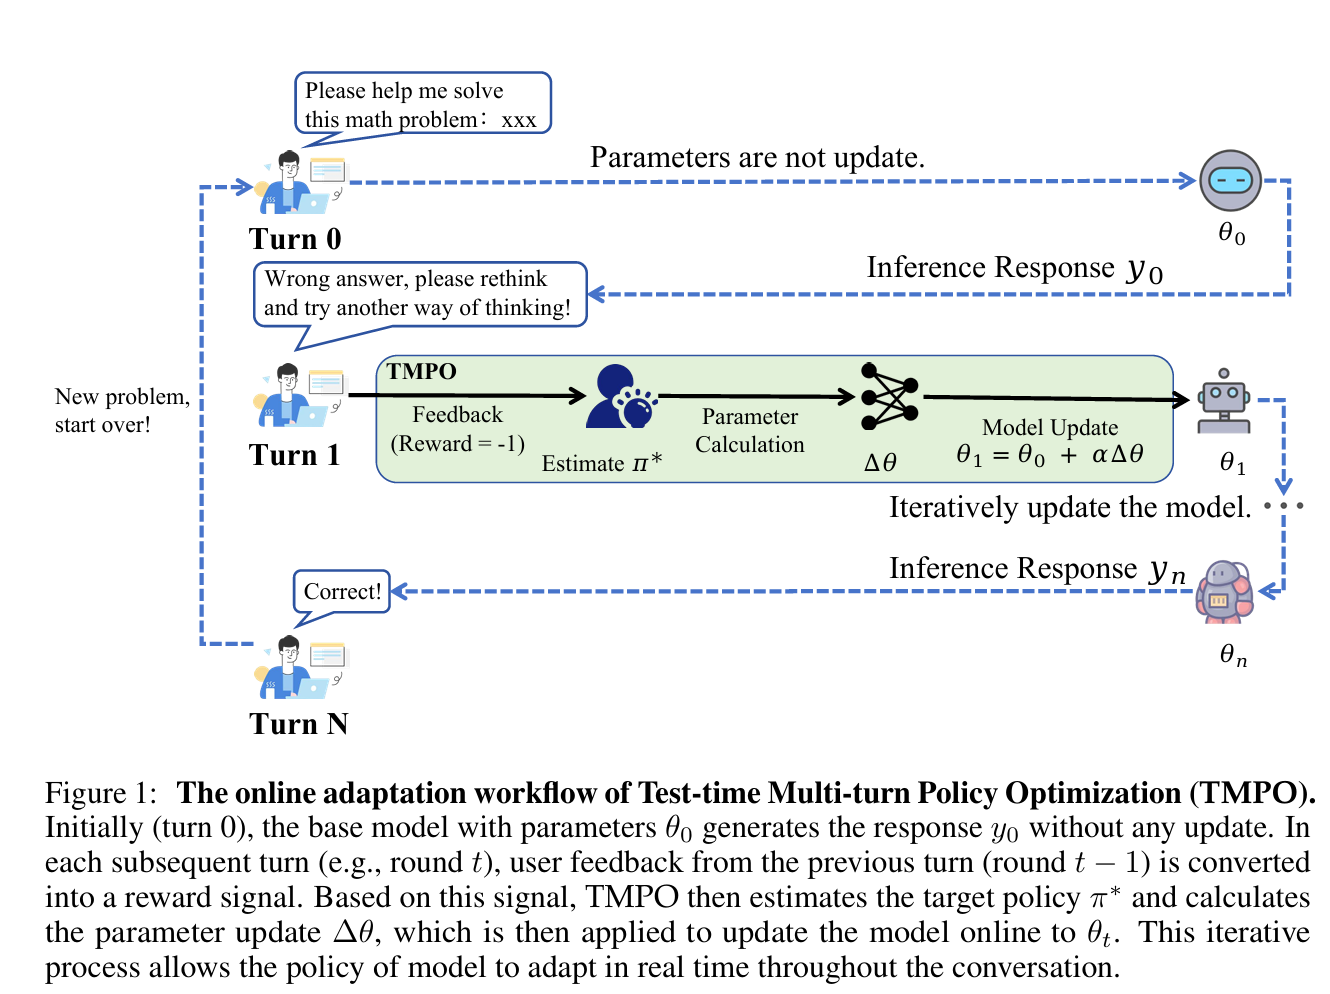 Please help me solve
this math problem：xxx
Parameters are not update.
θ0
Turn 0
Inference Response y0
Wrong answer, please rethink
and try another way of thinking!
New problem,
start over!
TMPO
Feedback
(Reward = -1)
Estimate π*
Parameter
Calculation
Δθ
Model Update
θ1 = θ0 + αΔθ
θ1
Turn 1
Iteratively update the model.
...
Inference Response yn
Correct!
θn
Turn N
Figure 1: The online adaptation workflow of Test-time Multi-turn Policy Optimization (TMPO).
Initially (turn 0), the base model with parameters θ0 generates the response y0 without any update. In
each subsequent turn (e.g., round t), user feedback from the previous turn (round t − 1) is converted
into a reward signal. Based on this signal, TMPO then estimates the target policy π* and calculates
the parameter update Δθ, which is then applied to update the model online to θt. This iterative
process allows the policy of model to adapt in real time throughout the conversation.